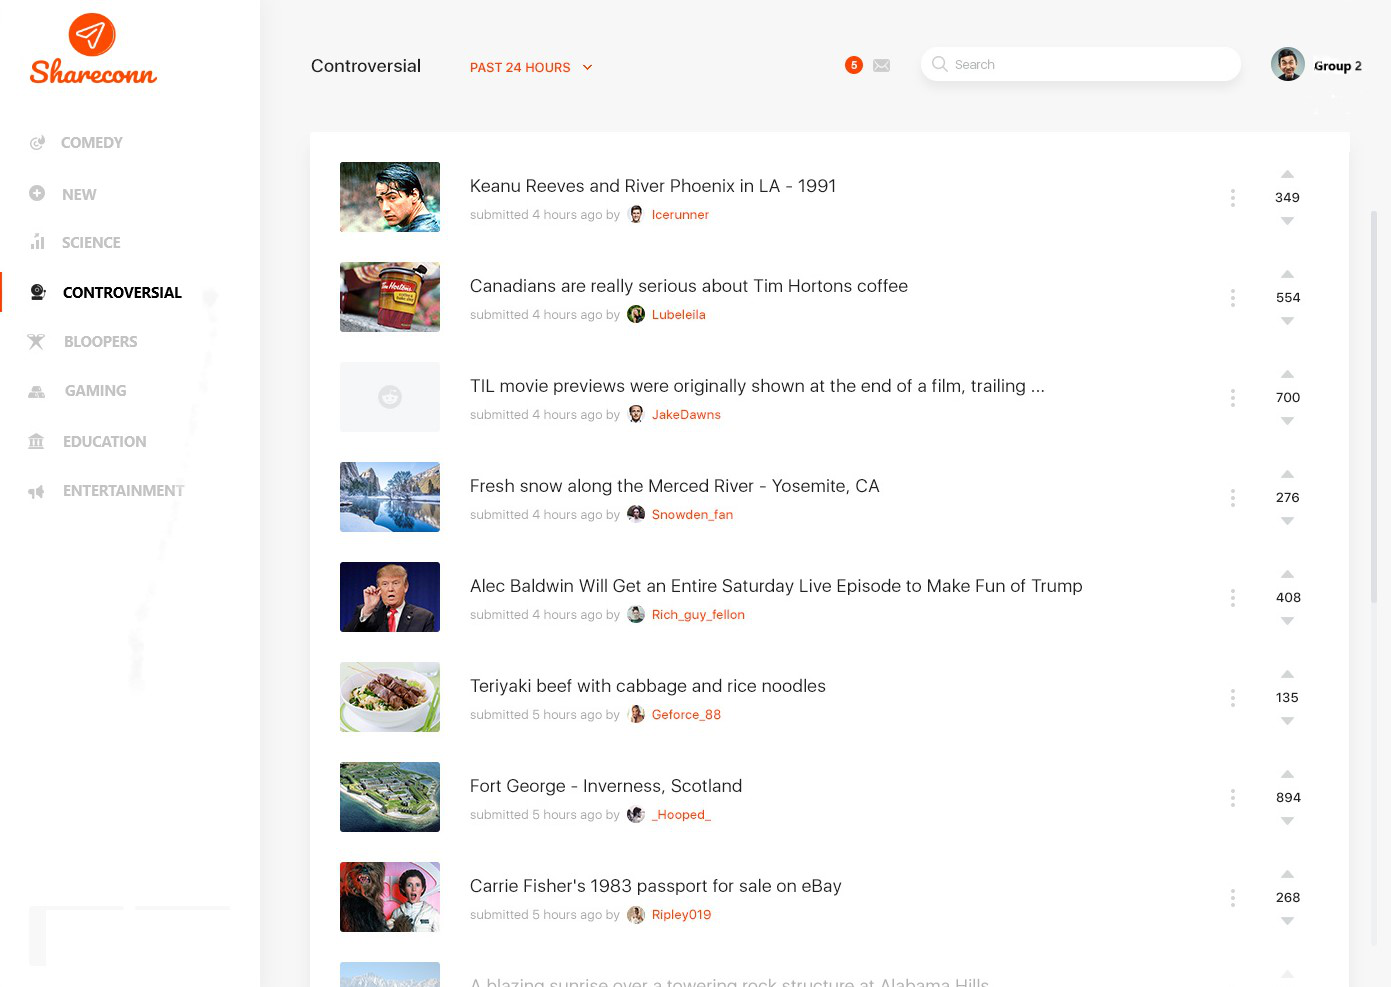 Shareconn
COMEDY
NEW
SCIENCE
CONTROVERSIAL
BLOOPERS
GAMING
EDUCATION
ENTERTAINMENT
Controversial
PAST 24 HOURS
5
Search
Group 2
Keanu Reeves and River Phoenix in LA - 1991
submitted 4 hours ago by Icerunner
349
Canadians are really serious about Tim Hortons coffee
submitted 4 hours ago by Lubeleila
554
Tim Hortons
TIL movie previews were originally shown at the end of a film, trailing ...
submitted 4 hours ago by JakeDawns
700
Fresh snow along the Merced River - Yosemite, CA
submitted 4 hours ago by Snowden_fan
276
Alec Baldwin Will Get an Entire Saturday Live Episode to Make Fun of Trump
submitted 4 hours ago by Rich_guy_fellon
408
Teriyaki beef with cabbage and rice noodles
submitted 5 hours ago by Geforce_88
135
Fort George - Inverness, Scotland
submitted 5 hours ago by _Hooped_
894
Carrie Fisher's 1983 passport for sale on eBay
submitted 5 hours ago by Ripley019
268
A blazing sunrise over a towering rock structure at Alabama Hills